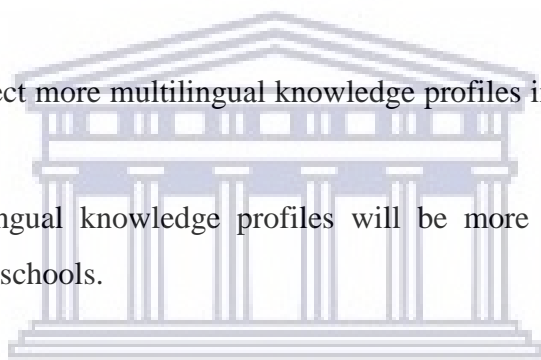 ect more multilingual knowledge profiles i
ngual knowledge profiles will be more
schools.